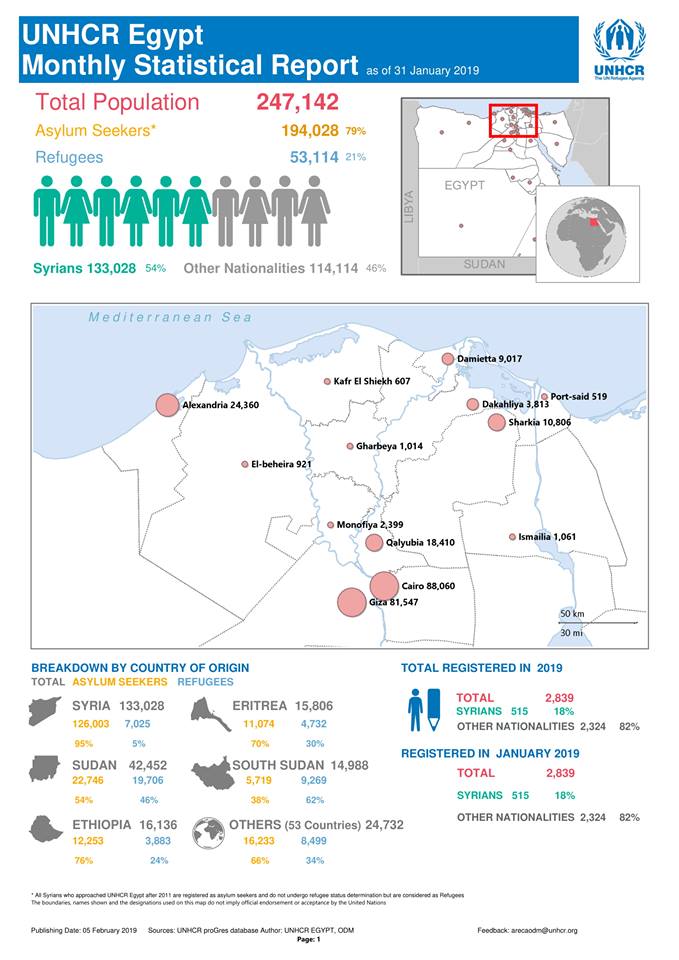 UNHCR Egypt
Monthly Statistical Report as of 31 January 2019
UNHCR
The UN Refugee Agency
Total Population 247,142
Asylum Seekers* 194,028 79%
Refugees 53,114 21%
Syrians 133,028 54% Other Nationalities 114,114 46%
EGYPT
LIBYA
SUDAN
Mediterranean Sea
Damietta 9,017
Kafr El Shiekh 607
Port-said 519
Alexandria 24,360
Dakahliya 3,813
Sharkia 10,806
Gharbeya 1,014
El-beheira 921
Monofiya 2,399
Ismailia 1,061
Qalyubia 18,410
Cairo 88,060
Giza 81,547
50 km
30 mi
BREAKDOWN BY COUNTRY OF ORIGIN
TOTAL ASYLUM SEEKERS REFUGEES
SYRIA 133,028
126,003 7,025
95% 5%
ERITREA 15,806
11,074 4,732
70% 30%
SUDAN 42,452
22,746 19,706
54% 46%
SOUTH SUDAN 14,988
5,719 9,269
38% 62%
ETHIOPIA 16,136
12,253 3,883
76% 24%
OTHERS (53 Countries) 24,732
16,233 8,499
66% 34%
TOTAL REGISTERED IN 2019
TOTAL 2,839
SYRIANS 515 18%
OTHER NATIONALITIES 2,324 82%
REGISTERED IN JANUARY 2019
TOTAL 2,839
SYRIANS 515 18%
OTHER NATIONALITIES 2,324 82%
* All Syrians who approached UNHCR Egypt after 2011 are registered as asylum seekers and do not undergo refugee status determination but are considered as Refugees
The boundaries, names shown and the designations used on this map do not imply official endorsement or acceptance by the United Nations
Publishing Date: 05 February 2019 Sources: UNHCR proGres database Author: UNHCR EGYPT, ODM Feedback: arecaodm@unhcr.org
Page: 1